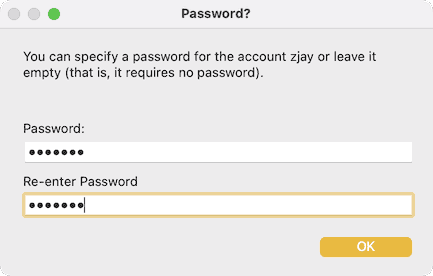 Password?
You can specify a password for the account zjay or leave it
empty (that is, it requires no password).
Password:
•••••••
Re-enter Password
•••••••
OK